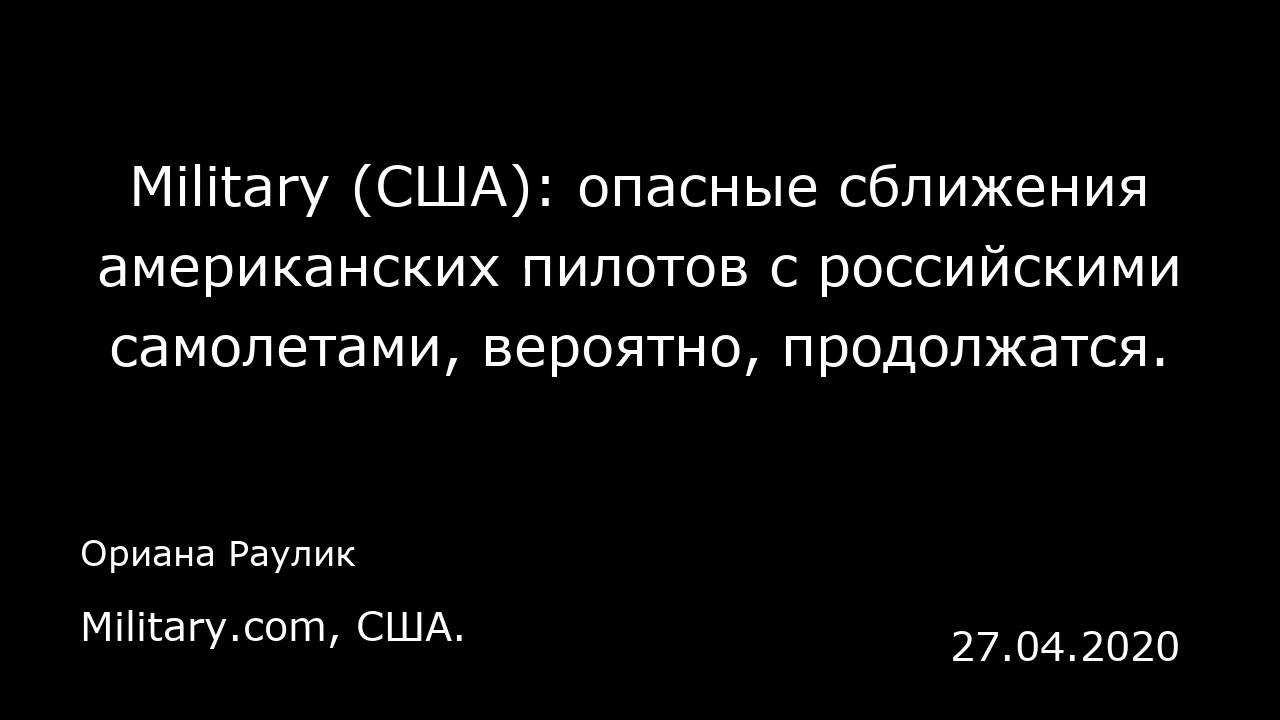 Military (США): опасные сближения
американских пилотов с российскими
самолетами, вероятно, продолжатся.
Ориана Раулик
Military.com, США.
27.04.2020